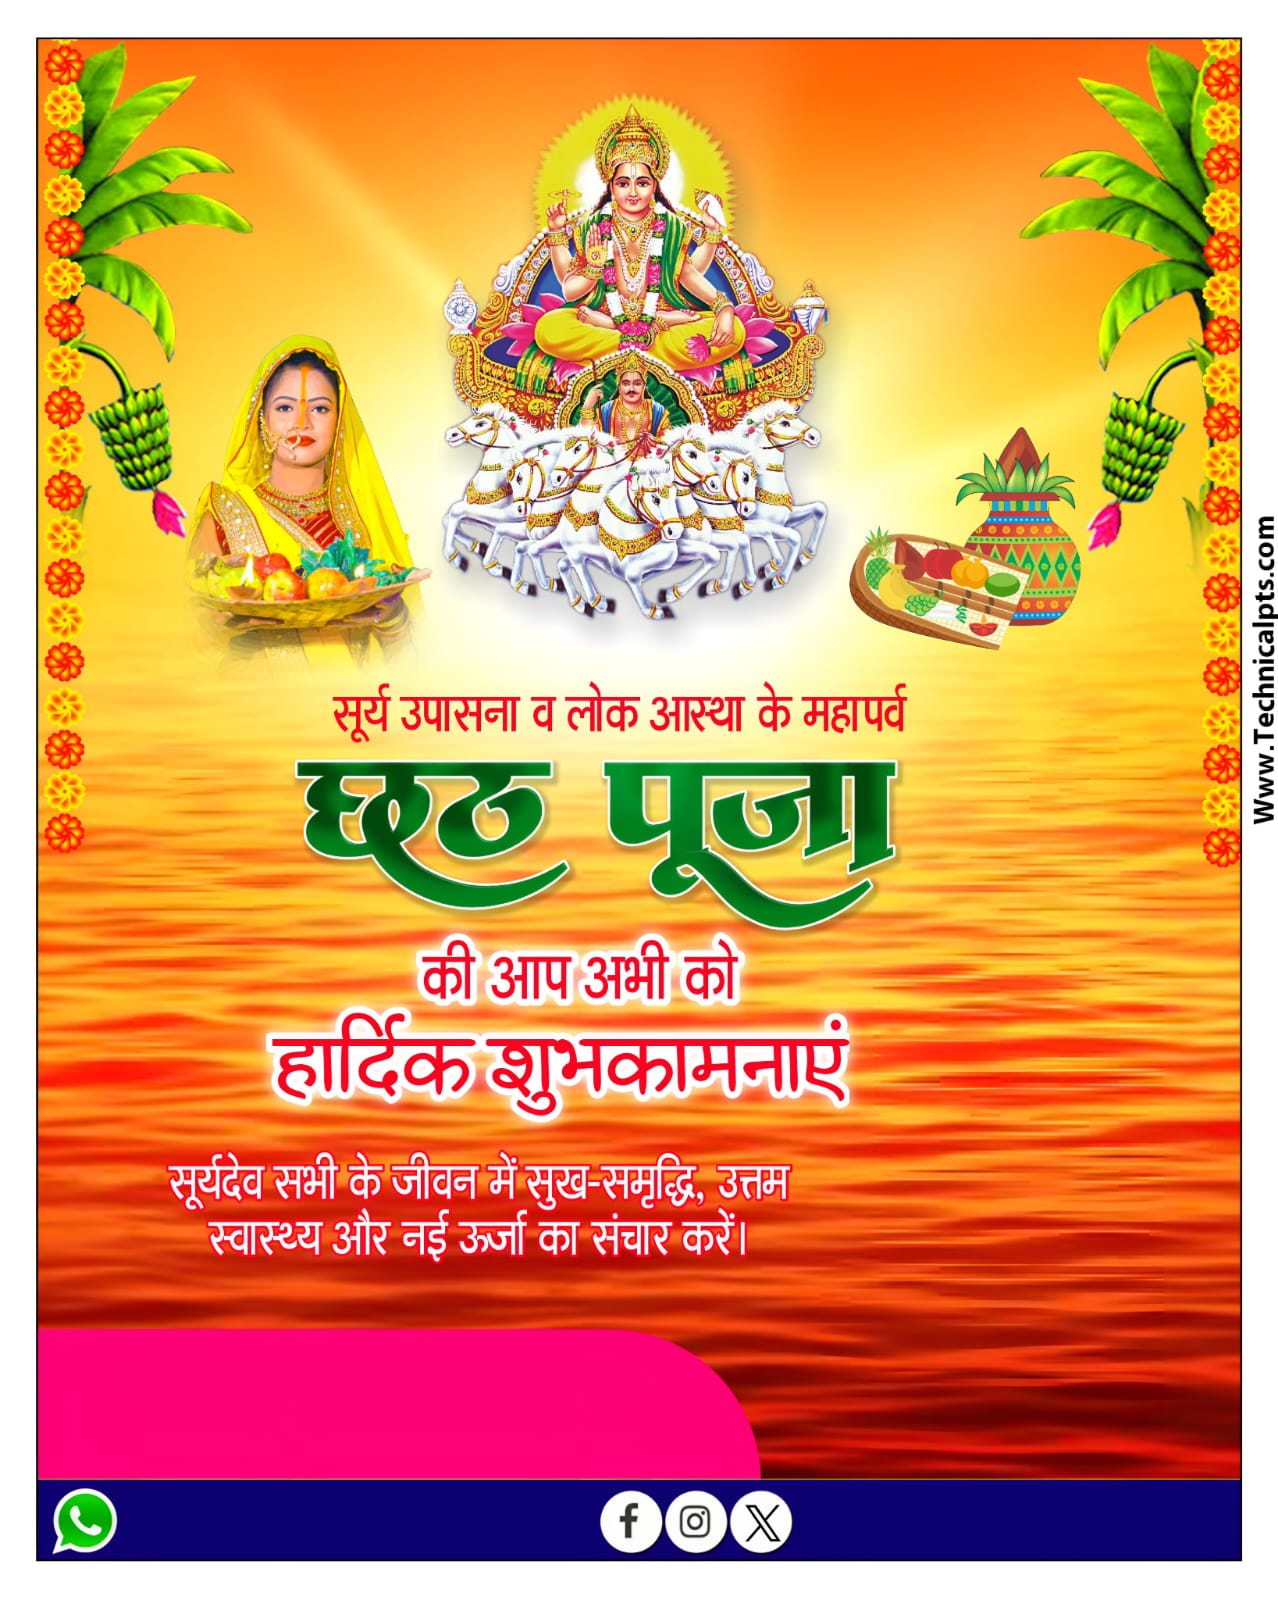 सूर्य उपासना व लोक आस्था के महापर्व
छठ पूजा
की आप अभी को
हार्दिक शुभकामनाएं
सूर्यदेव सभी के जीवन में सुख-समृद्धि, उत्तम
स्वास्थ्य और नई ऊर्जा का संचार करें।
Www.Technicalpts.com